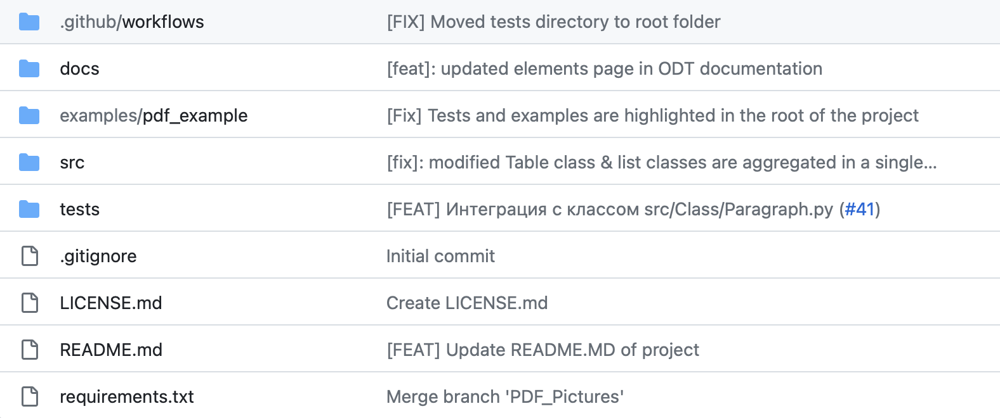 .github/workflows [FIX] Moved tests directory to root folder
docs [feat]: updated elements page in ODT documentation
examples/pdf_example [Fix] Tests and examples are highlighted in the root of the project
src [fix]: modified Table class & list classes are aggregated in a single...
tests [FEAT] Интеграция с классом src/Class/Paragraph.py (#41)
.gitignore Initial commit
LICENSE.md Create LICENSE.md
README.md [FEAT] Update README.MD of project
requirements.txt Merge branch 'PDF_Pictures'